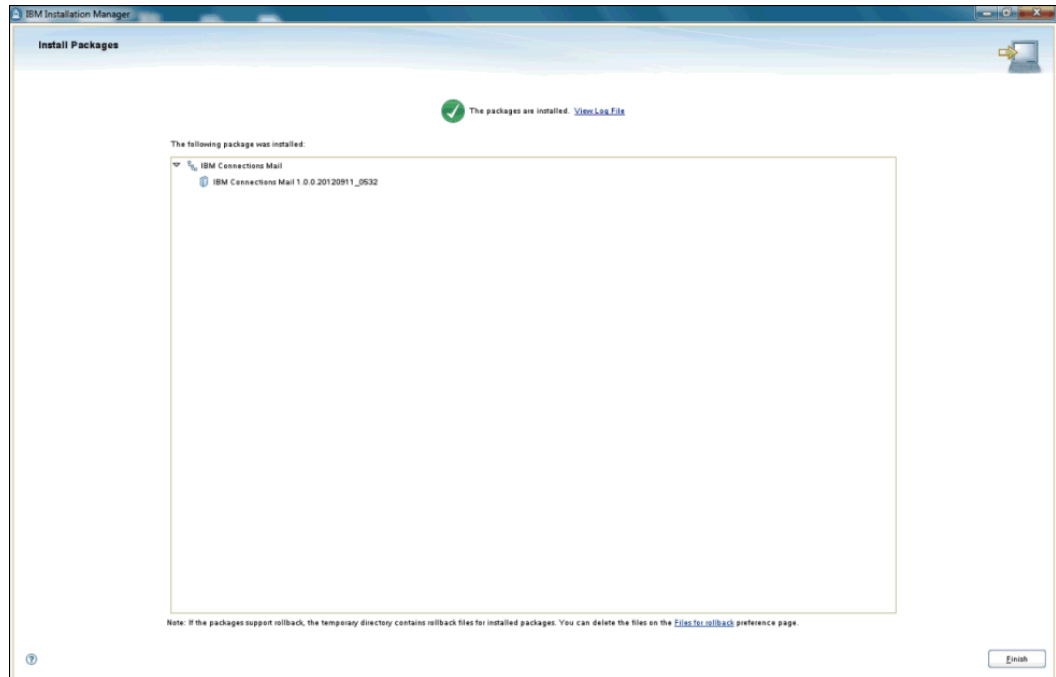 IBM Installation Manager
Install Packages
The packages are installed. View Log File
The following package was installed:
IBM Connections Mail
IBM Connections Mail 1.0.0.20120911_0532
Note: If the packages support rollback, the temporary directory contains rollback files for installed packages. You can delete the files on the Files for rollback preference page.
Finish